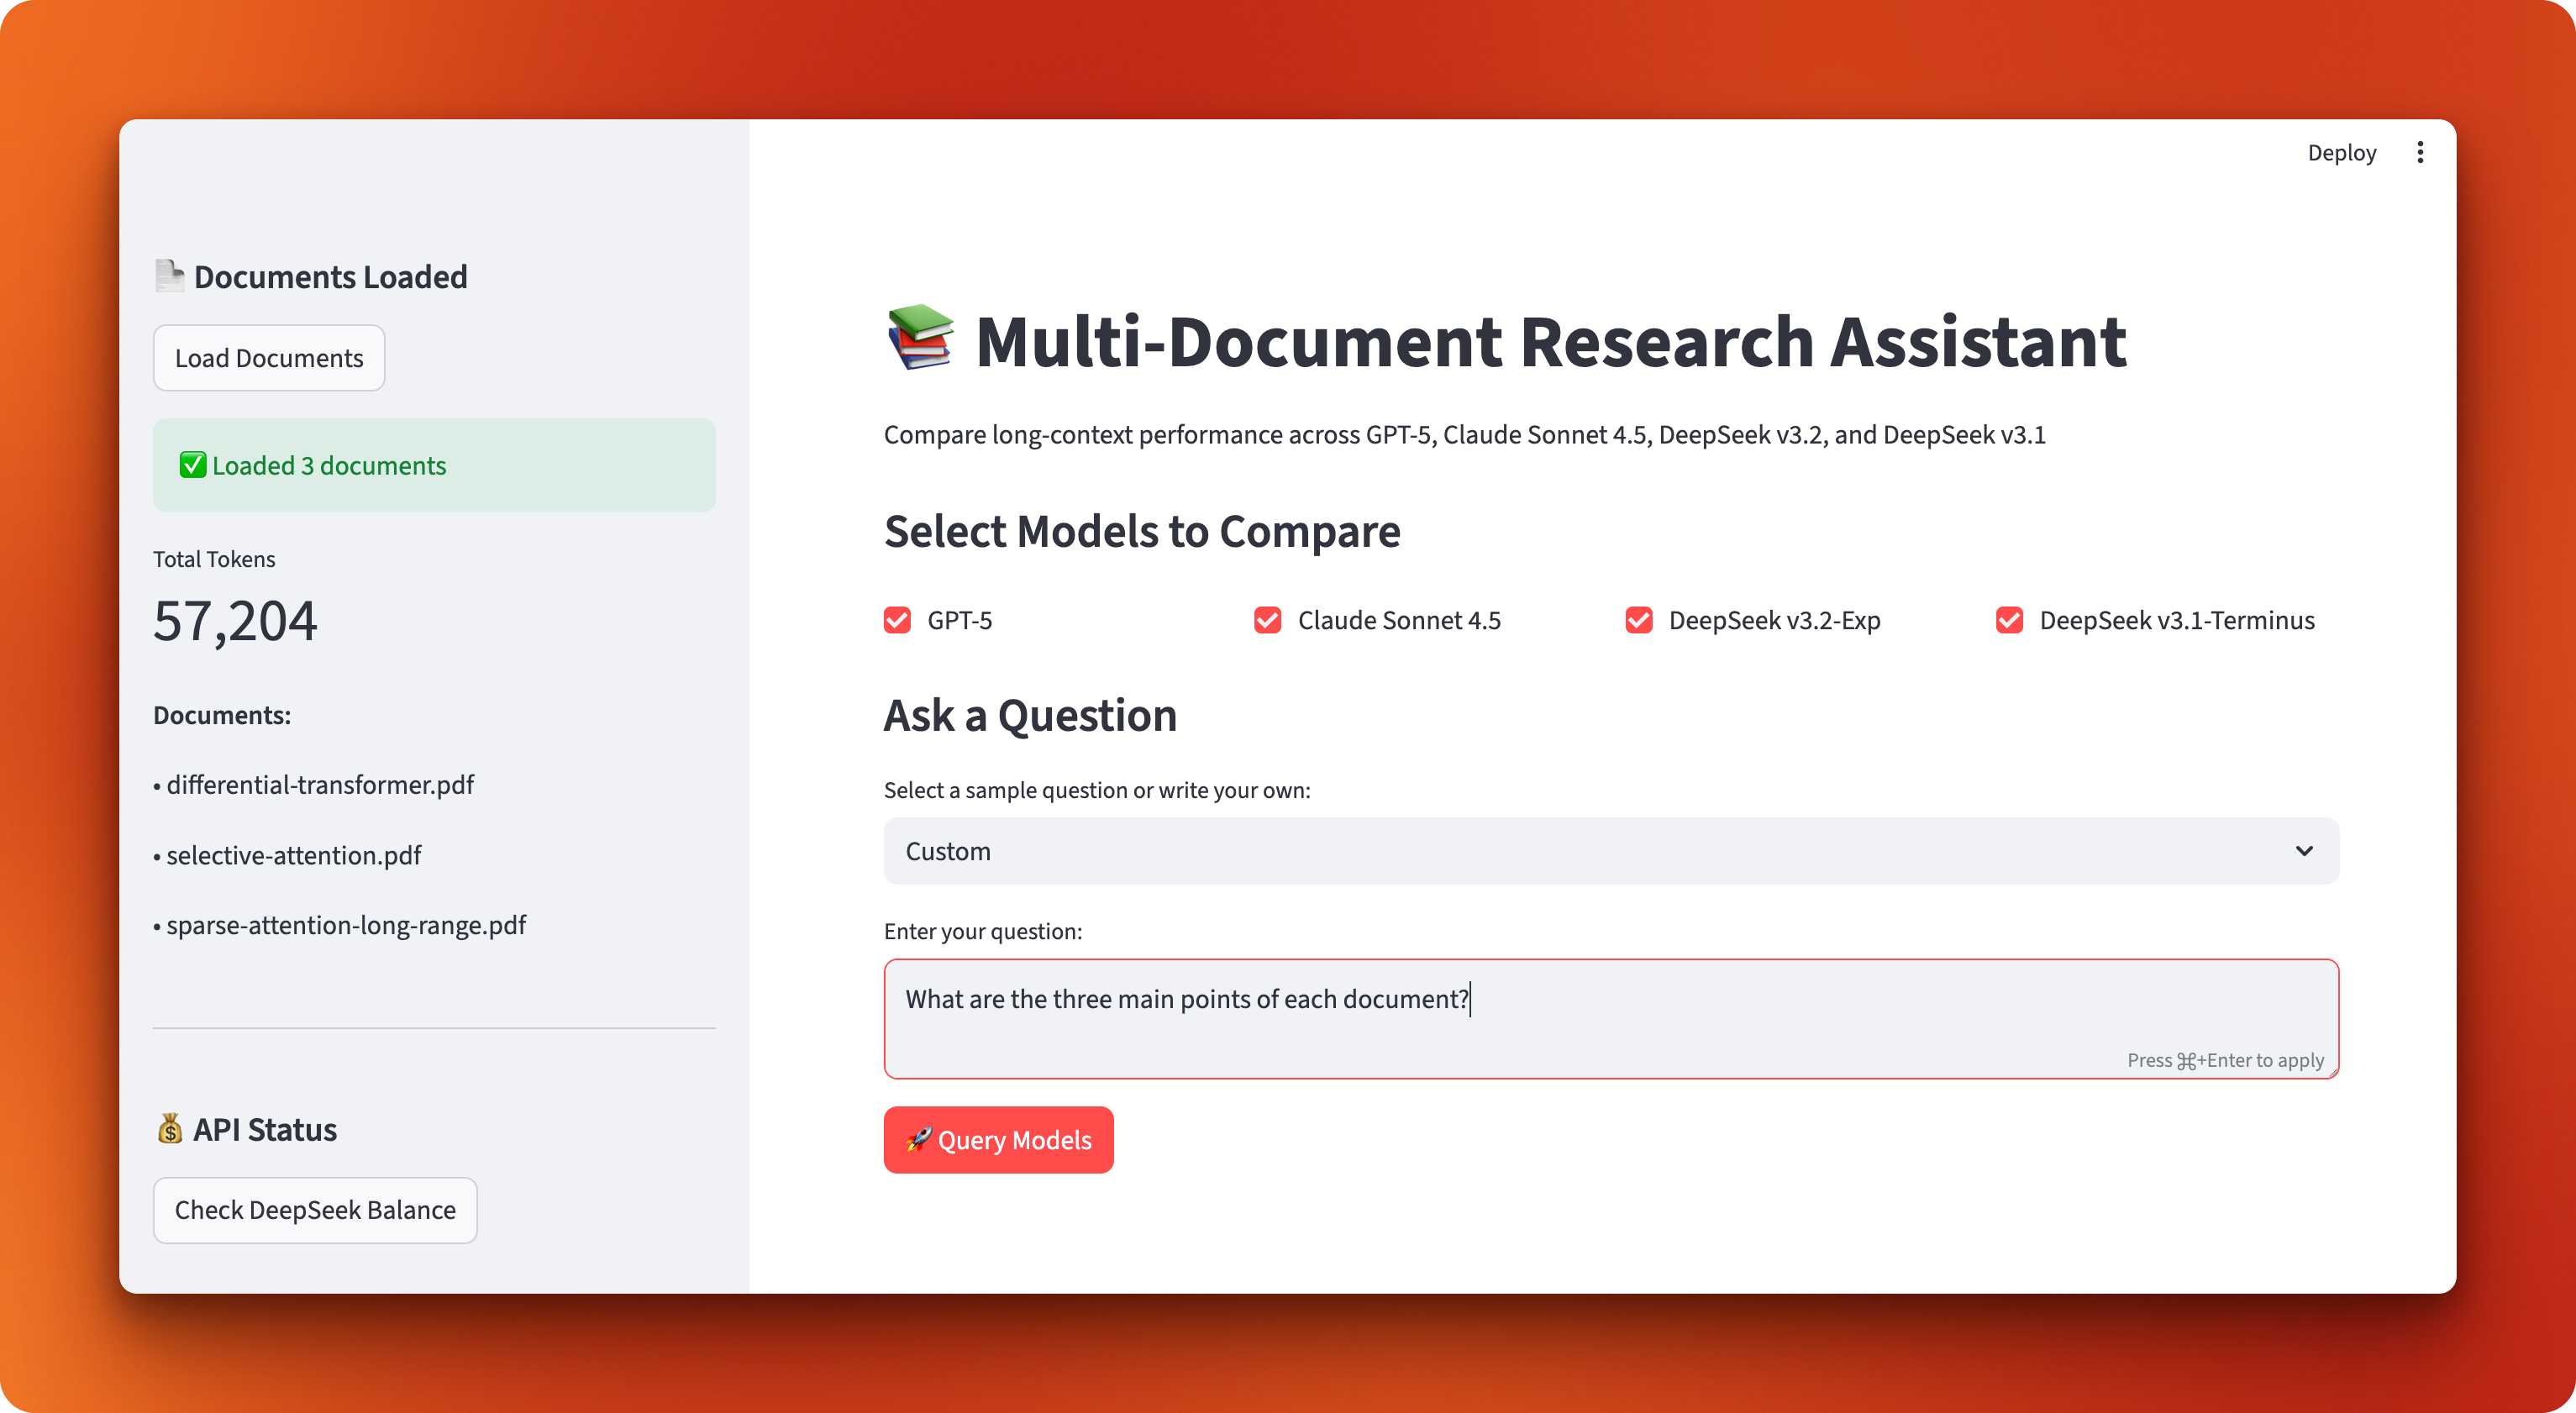 Deploy
📄 Documents Loaded
Load Documents
✅ Loaded 3 documents
Total Tokens
57,204
Documents:
• differential-transformer.pdf
• selective-attention.pdf
• sparse-attention-long-range.pdf
💰 API Status
Check DeepSeek Balance
📚 Multi-Document Research Assistant
Compare long-context performance across GPT-5, Claude Sonnet 4.5, DeepSeek v3.2, and DeepSeek v3.1
Select Models to Compare
GPT-5
Claude Sonnet 4.5
DeepSeek v3.2-Exp
DeepSeek v3.1-Terminus
Ask a Question
Select a sample question or write your own:
Custom
Enter your question:
What are the three main points of each document?
Press ⌘+Enter to apply
🚀 Query Models